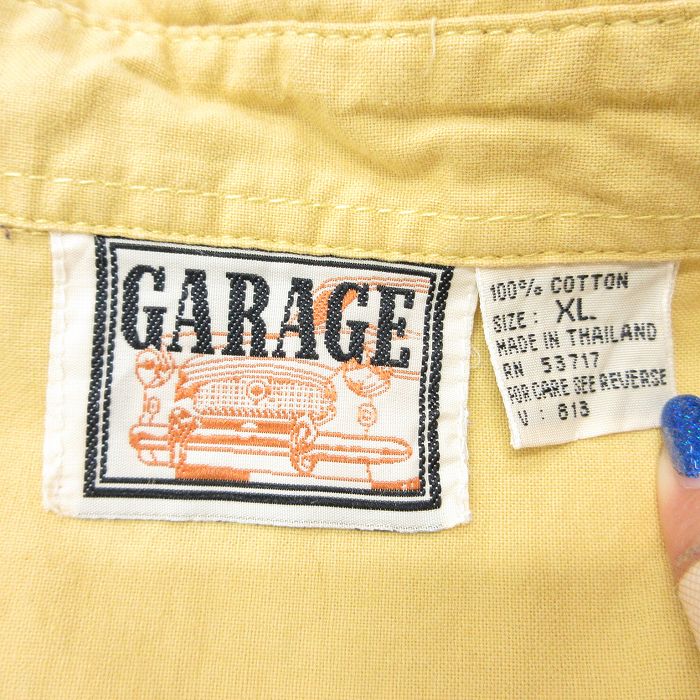 GARAGE
100% COTTON
SIZE : XL
MADE IN THAILAND
RN 53717
FOR CARE SEE REVERSE
V : 813